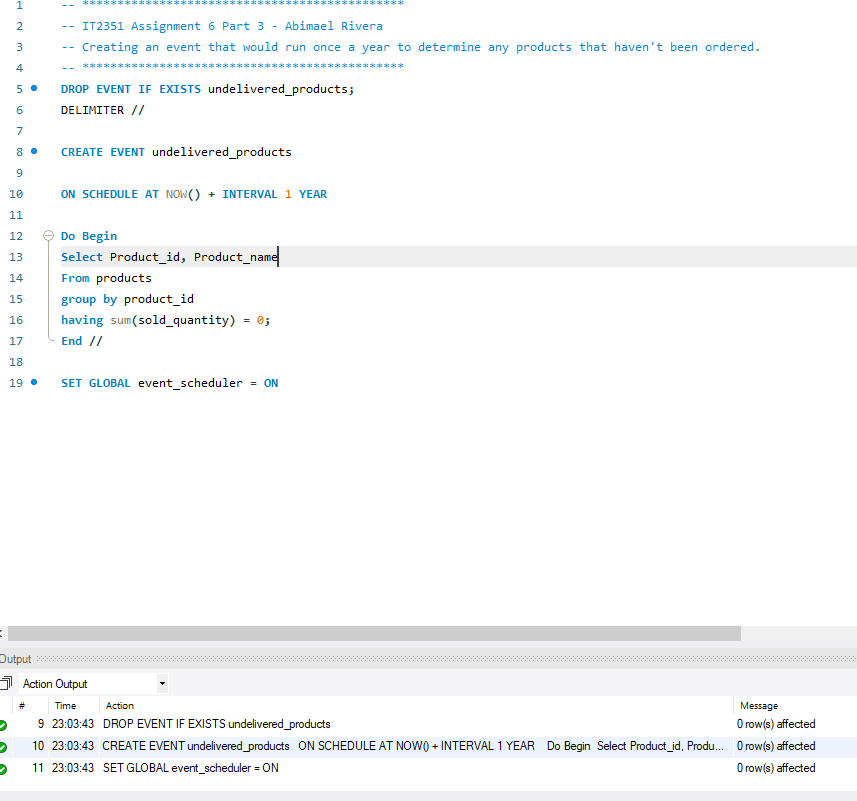 1 -- **********************************************
2 -- IT2351 Assignment 6 Part 3 - Abimael Rivera
3 -- Creating an event that would run once a year to determine any products that haven't been ordered.
4 -- **********************************************
5 DROP EVENT IF EXISTS undelivered_products;
6 DELIMITER //
7
8 CREATE EVENT undelivered_products
9
10 ON SCHEDULE AT NOW() + INTERVAL 1 YEAR
11
12 Do Begin
13 Select Product_id, Product_name
14 From products
15 group by product_id
16 having sum(sold_quantity) = 0;
17 End //
18
19 SET GLOBAL event_scheduler = ON
Output
Action Output
# Time Action Message
9 23:03:43 DROP EVENT IF EXISTS undelivered_products 0 row(s) affected
10 23:03:43 CREATE EVENT undelivered_products ON SCHEDULE AT NOW() + INTERVAL 1 YEAR Do Begin Select Product_id, Produ... 0 row(s) affected
11 23:03:43 SET GLOBAL event_scheduler = ON 0 row(s) affected